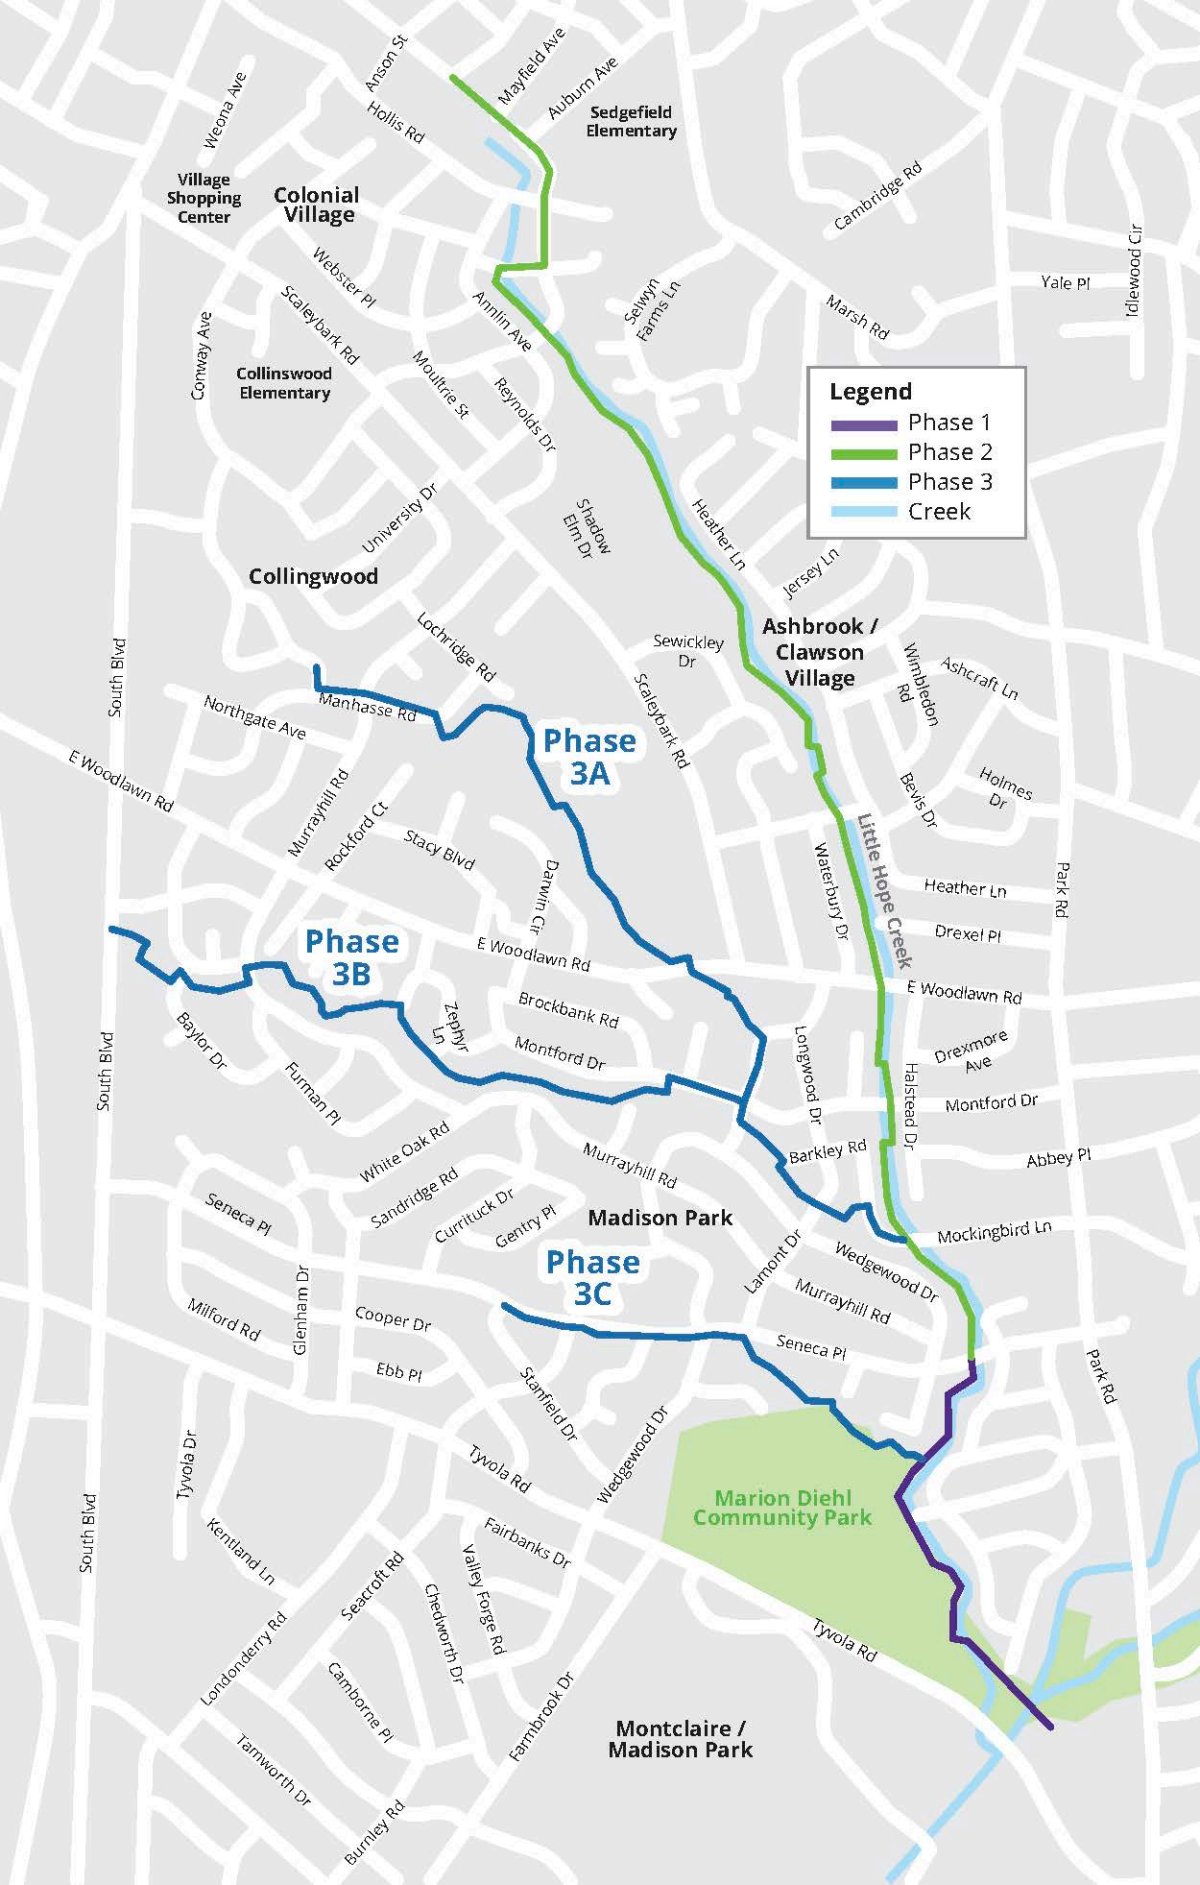 Anson St
Mayfield Ave
Auburn Ave
Weona Ave
Hollis Rd
Sedgefield
Elementary
Village
Shopping
Center
Colonial
Village
Cambridge Rd
Idlewood Cir
Yale Pl
Webster Pl
Selwyn
Farms Ln
Marsh Rd
Scaleybark Rd
Annlin Ave
Conway Ave
Collinswood
Elementary
Moultrie St
Reynolds Dr
Legend
Phase 1
Phase 2
Phase 3
Creek
University Dr
Shadow
Elm Dr
Heather Ln
Jersey Ln
Collingwood
Lochridge Rd
Sewickley
Dr
Ashbrook /
Clawson
Village
Wimbledon
Rd
Ashcraft Ln
South Blvd
Manhasse Rd
Northgate Ave
Scaleybark Rd
Phase
3A
E Woodlawn Rd
Murrayhill Rd
Rockford Ct
Stacy Blvd
Darwin Cir
Bevis Dr
Holmes
Dr
Little Hope Creek
Waterbury Dr
Heather Ln
Park Rd
Drexel Pl
Phase
3B
E Woodlawn Rd
E Woodlawn Rd
Brockbank Rd
Zephyr
Ln
Montford Dr
Baylor Dr
South Blvd
Furman Pl
Longwood Dr
Halstead Dr
Drexmore
Ave
Montford Dr
Barkley Rd
Abbey Pl
White Oak Rd
Murrayhill Rd
Sandridge Rd
Currituck Dr
Gentry Pl
Seneca Pl
Madison Park
Mockingbird Ln
Lamont Dr
Wedgewood Dr
Phase
3C
Murrayhill Rd
Glenham Dr
Milford Rd
Cooper Dr
Seneca Pl
Ebb Pl
Stanfield Dr
Park Rd
Wedgewood Dr
Tyvola Dr
Tyvola Rd
Marion Diehl
Community Park
South Blvd
Kentland Ln
Fairbanks Dr
Valley Forge Rd
Seacroft Rd
Chedworth Dr
Tyvola Rd
Londonderry Rd
Camborne Pl
Farmbrook Dr
Montclaire /
Madison Park
Tamworth Dr
Burnley Rd